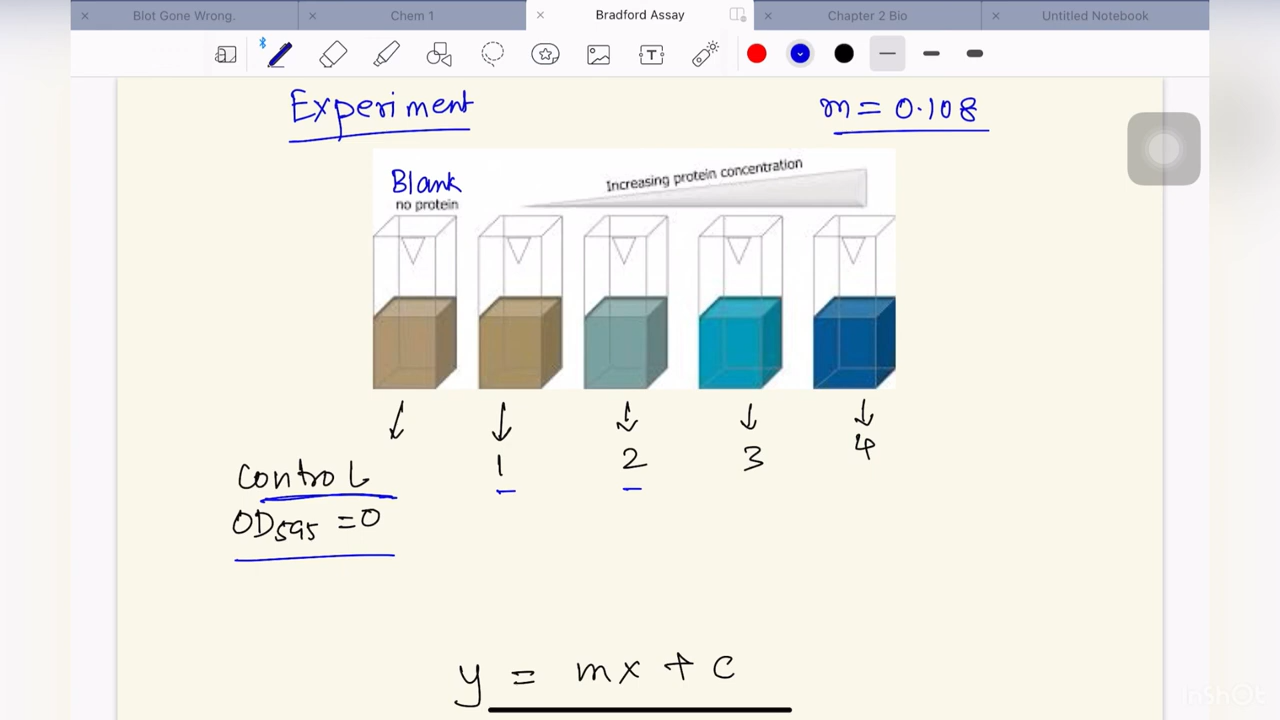 Blot Gone Wrong. Chem 1 Bradford Assay Chapter 2 Bio Untitled Notebook
Experiment
m = 0.108
Blank
no protein
Increasing protein concentration
1 2 3 4
Control
OD595 = 0
y = mx + c
InShOt